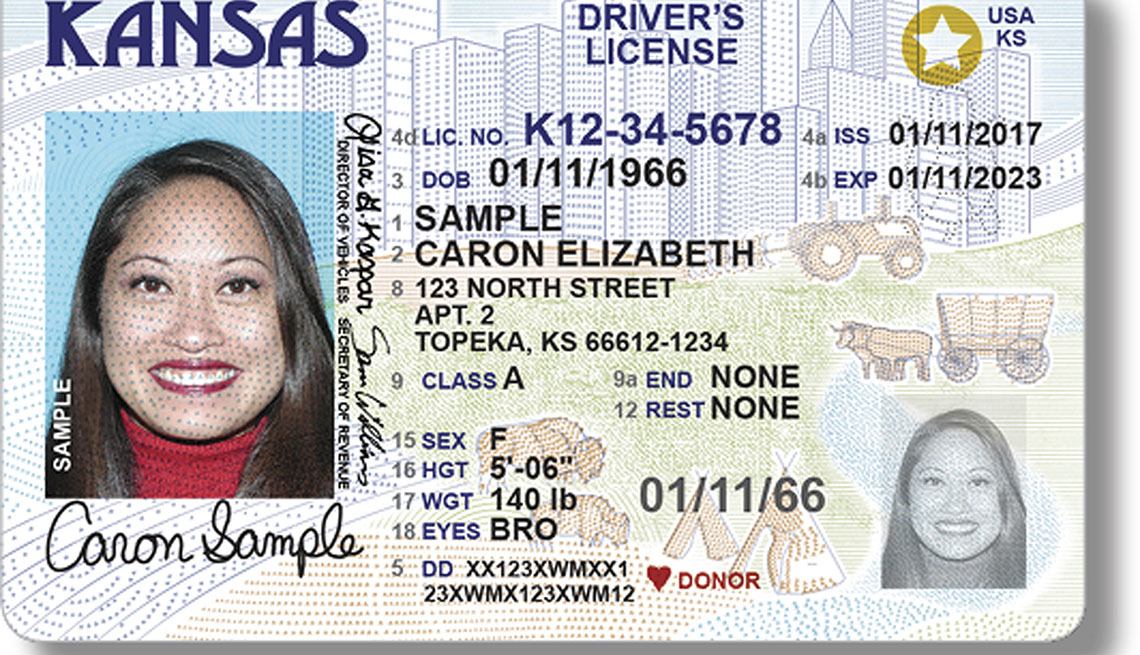 KANSAS
DRIVER'S
LICENSE
USA
KS
4d LIC. NO. K12-34-5678
4a ISS 01/11/2017
3 DOB 01/11/1966
4b EXP 01/11/2023
1 SAMPLE
2 CARON ELIZABETH
8 123 NORTH STREET
APT. 2
TOPEKA, KS 66612-1234
9 CLASS A
9a END NONE
12 REST NONE
15 SEX F
16 HGT 5'-06"
17 WGT 140 lb
18 EYES BRO
01/11/66
5 DD XX123XWMXX1
23XWMX123XWM12
DONOR
SAMPLE
DIRECTOR OF VEHICLES
SECRETARY OF REVENUE
Caron Sample